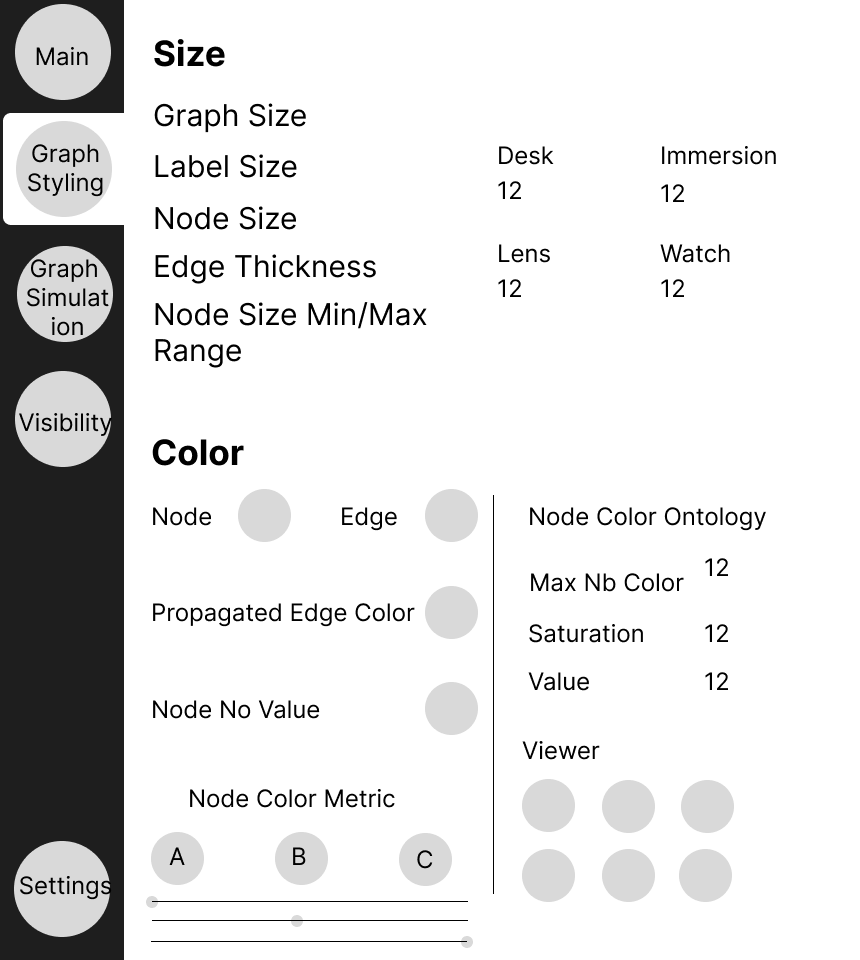 Main
Graph
Styling
Graph
Simulat
ion
Visibility
Settings
Size
Graph Size
Label Size
Node Size
Edge Thickness
Node Size Min/Max
Range
Desk
Immersion
12
12
Lens
Watch
12
12
Color
Node
Edge
Propagated Edge Color
Node No Value
Node Color Metric
A
B
C
Node Color Ontology
Max Nb Color
12
Saturation
12
Value
12
Viewer